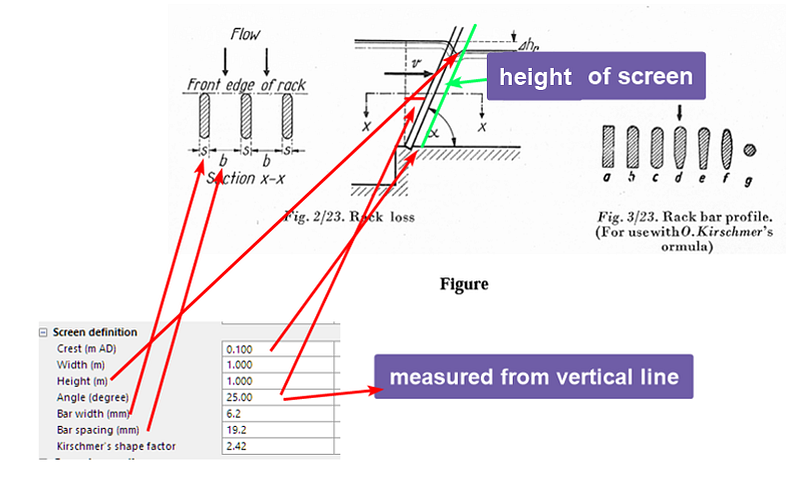 Flow
Front edge of rack
s s s
b b
Section x-x
v
Δh
height of screen
x x
α
a b c d e f g
Fig. 2/23. Rack loss
Fig. 3/23. Rack bar profile.
(For use with O. Kirschmer's
ormula)
Figure
Screen definition
Crest (m AD) 0.100
Width (m) 1.000
Height (m) 1.000
Angle (degree) 25.00
Bar width (mm) 6.2
Bar spacing (mm) 19.2
Kirschmer's shape factor 2.42
measured from vertical line